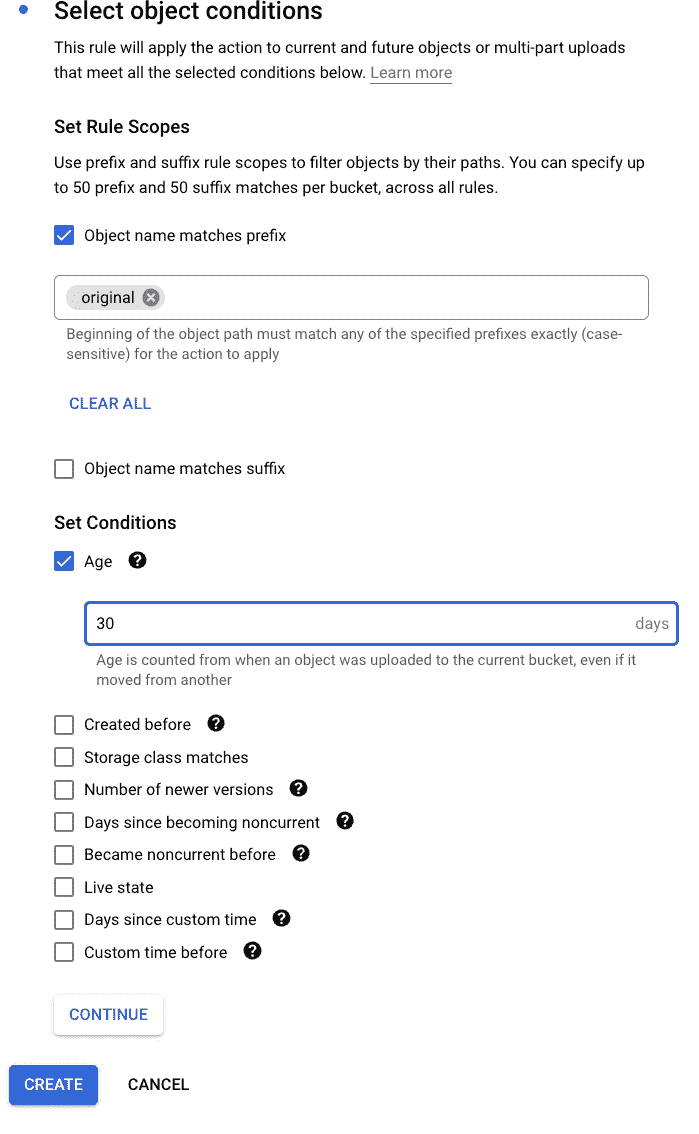 Select object conditions
This rule will apply the action to current and future objects or multi-part uploads
that meet all the selected conditions below. Learn more
Set Rule Scopes
Use prefix and suffix rule scopes to filter objects by their paths. You can specify up
to 50 prefix and 50 suffix matches per bucket, across all rules.
Object name matches prefix
original
Beginning of the object path must match any of the specified prefixes exactly (case-
sensitive) for the action to apply
CLEAR ALL
Object name matches suffix
Set Conditions
Age
30 days
Age is counted from when an object was uploaded to the current bucket, even if it
moved from another
Created before
Storage class matches
Number of newer versions
Days since becoming noncurrent
Became noncurrent before
Live state
Days since custom time
Custom time before
CONTINUE
CREATE CANCEL